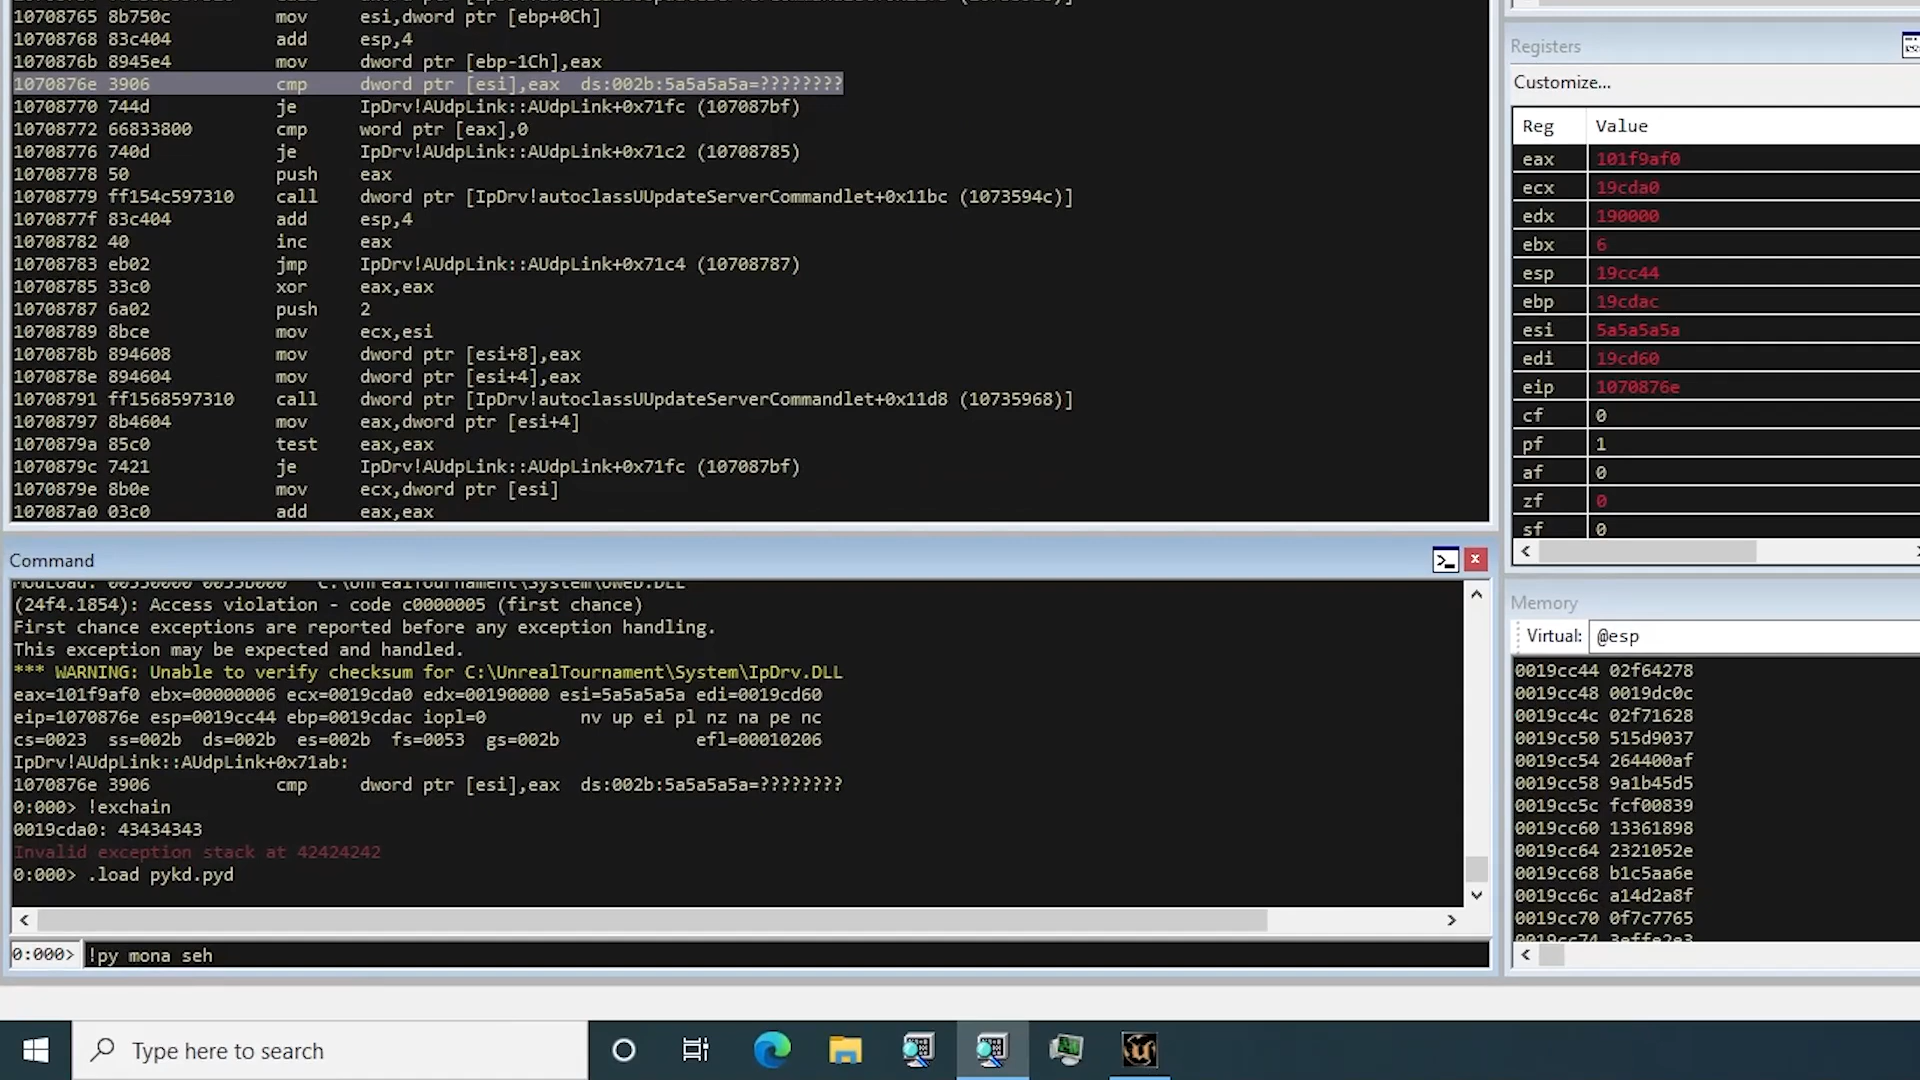 10708765 8b750c mov esi,dword ptr [ebp+0Ch]
10708768 83c404 add esp,4
1070876b 8945e4 mov dword ptr [ebp-1Ch],eax
1070876e 3906 cmp dword ptr [esi],eax ds:002b:5a5a5a5a=????????
10708770 744d je IpDrv!AUdpLink::AUdpLink+0x71fc (107087bf)
10708772 66833800 cmp word ptr [eax],0
10708776 740d je IpDrv!AUdpLink::AUdpLink+0x71c2 (10708785)
10708778 50 push eax
10708779 ff154c597310 call dword ptr [IpDrv!autoclassUUpdateServerCommandlet+0x11bc (1073594c)]
1070877f 83c404 add esp,4
10708782 40 inc eax
10708783 eb02 jmp IpDrv!AUdpLink::AUdpLink+0x71c4 (10708787)
10708785 33c0 xor eax,eax
10708787 6a02 push 2
10708789 8bce mov ecx,esi
1070878b 894608 mov dword ptr [esi+8],eax
1070878e 894604 mov dword ptr [esi+4],eax
10708791 ff1568597310 call dword ptr [IpDrv!autoclassUUpdateServerCommandlet+0x11d8 (10735968)]
10708797 8b4604 mov eax,dword ptr [esi+4]
1070879a 85c0 test eax,eax
1070879c 7421 je IpDrv!AUdpLink::AUdpLink+0x71fc (107087bf)
1070879e 8b0e mov ecx,dword ptr [esi]
107087a0 03c0 add eax,eax
Command
ModLoad: 00550000 0055b000 C:\UnrealTournament\System\UWeb.DLL
(24f4.1854): Access violation - code c0000005 (first chance)
First chance exceptions are reported before any exception handling.
This exception may be expected and handled.
*** WARNING: Unable to verify checksum for C:\UnrealTournament\System\IpDrv.DLL
eax=101f9af0 ebx=00000006 ecx=0019cda0 edx=00190000 esi=5a5a5a5a edi=0019cd60
eip=1070876e esp=0019cc44 ebp=0019cdac iopl=0 nv up ei pl nz na pe nc
cs=0023 ss=002b ds=002b es=002b fs=0053 gs=002b efl=00010206
IpDrv!AUdpLink::AUdpLink+0x71ab:
1070876e 3906 cmp dword ptr [esi],eax ds:002b:5a5a5a5a=????????
0:000> !exchain
0019cda0: 43434343
Invalid exception stack at 42424242
0:000> .load pykd.pyd
0:000> !py mona seh
Registers
Customize...
Reg Value
eax 101f9af0
ecx 19cda0
edx 190000
ebx 6
esp 19cc44
ebp 19cdac
esi 5a5a5a5a
edi 19cd60
eip 1070876e
cf 0
pf 1
af 0
zf 0
sf 0
Memory
Virtual: @esp
0019cc44 02f64278
0019cc48 0019dc0c
0019cc4c 02f71628
0019cc50 515d9037
0019cc54 264400af
0019cc58 9a1b45d5
0019cc5c fcf00839
0019cc60 13361898
0019cc64 2321052e
0019cc68 b1c5aa6e
0019cc6c a14d2a8f
0019cc70 0f7c7765
0019cc74 3effe2e3
Type here to search